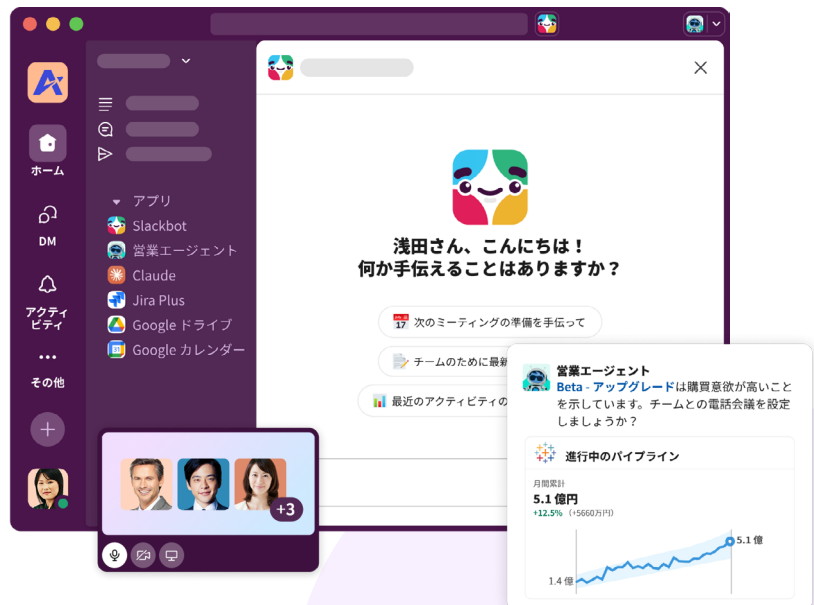 ホーム
DM
アクティ
ビティ
その他
アプリ
Slackbot
営業エージェント
Claude
Jira Plus
Google ドライブ
Google カレンダー
浅田さん、こんにちは！
何か手伝えることはありますか？
17
次のミーティングの準備を手伝って
チームのために最新
最近のアクティビティの
+3
営業エージェント
Beta - アップグレードは購買意欲が高いこと
を示しています。チームとの電話会議を設定
しましょうか？
進行中のパイプライン
月間累計
5.1 億円
+12.5% （+5660万円）
5.1 億
1.4 億